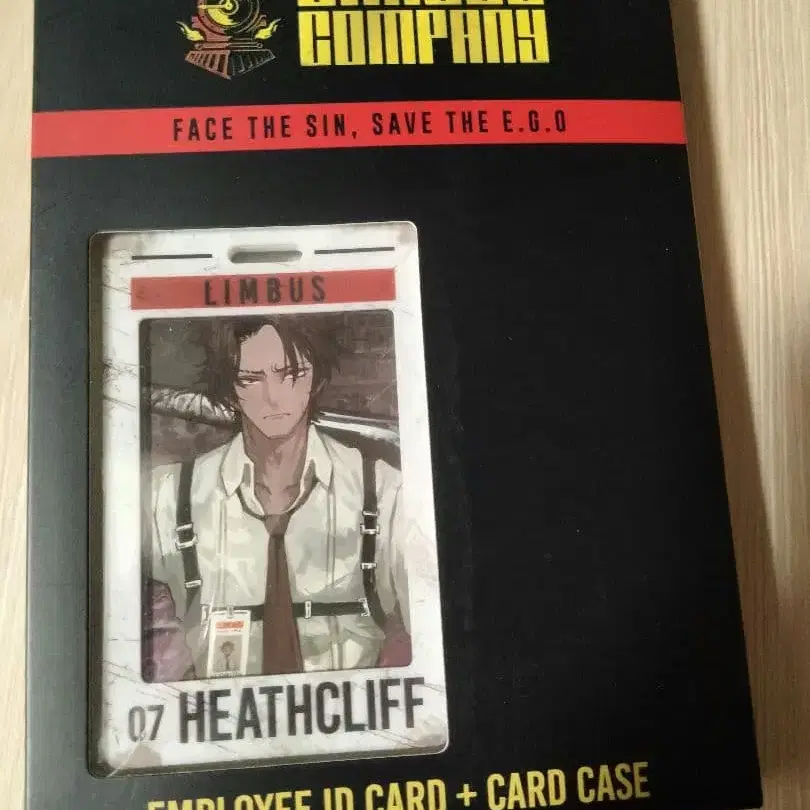 COMPANY
FACE THE SIN, SAVE THE E.G.O
LIMBUS
07 HEATHCLIFF
EMPLOYEE ID CARD + CARD CASE